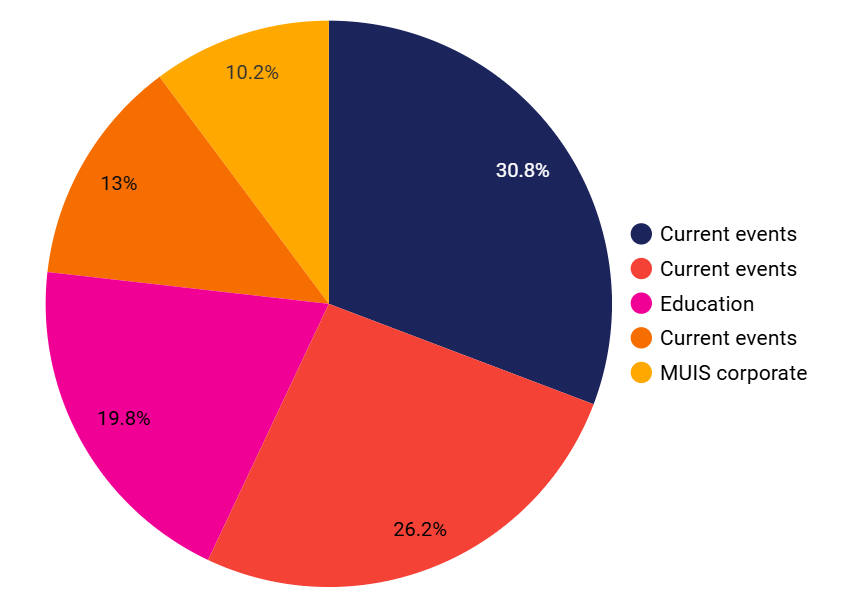 10.2%
30.8%
13%
Current events
Current events
Education
Current events
MUIS corporate
19.8%
26.2%